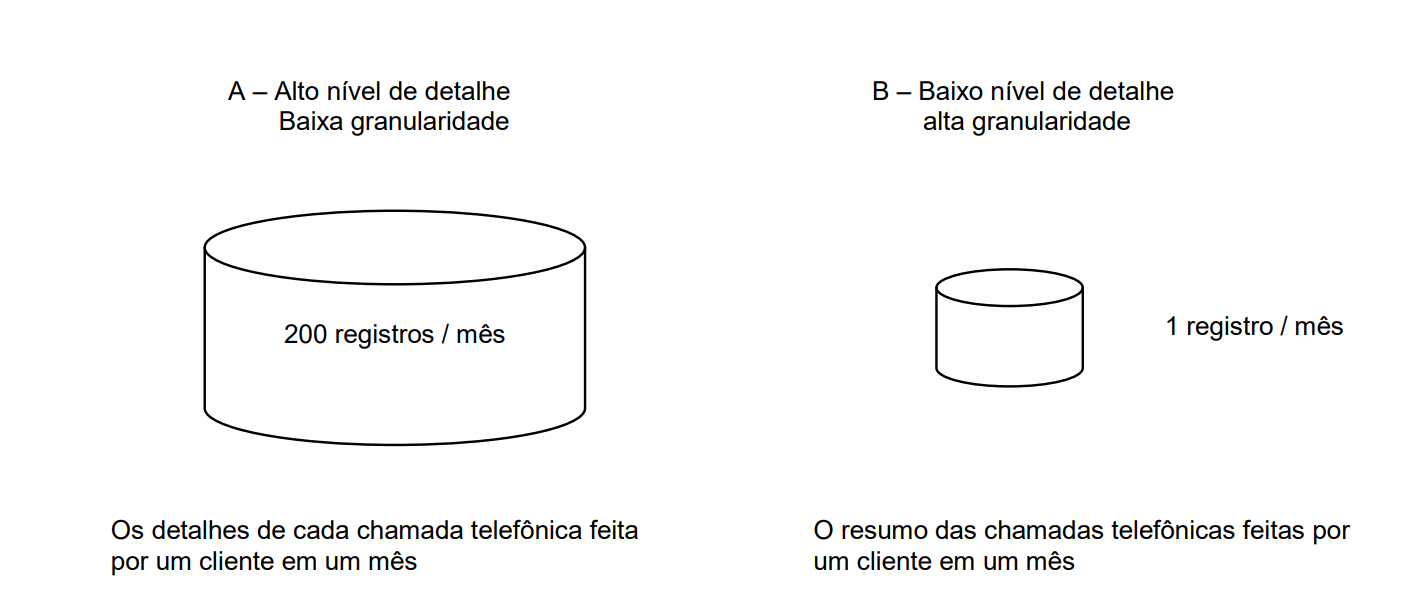 A – Alto nível de detalhe
Baixa granularidade
B – Baixo nível de detalhe
alta granularidade
200 registros / mês
1 registro / mês
Os detalhes de cada chamada telefônica feita
por um cliente em um mês
O resumo das chamadas telefônicas feitas por
um cliente em um mês